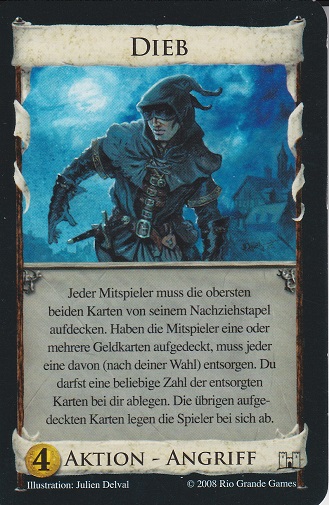 DIEB
Jeder Mitspieler muss die obersten
beiden Karten von seinem Nachziehstapel
aufdecken. Haben die Mitspieler eine oder
mehrere Geldkarten aufgedeckt, muss jeder
eine davon (nach deiner Wahl) entsorgen. Du
darfst eine beliebige Zahl der entsorgten
Karten bei dir ablegen. Die übrigen aufge-
deckten Karten legen die Spieler bei sich ab.
4 AKTION - ANGRIFF
Illustration: Julien Delval © 2008 Rio Grande Games